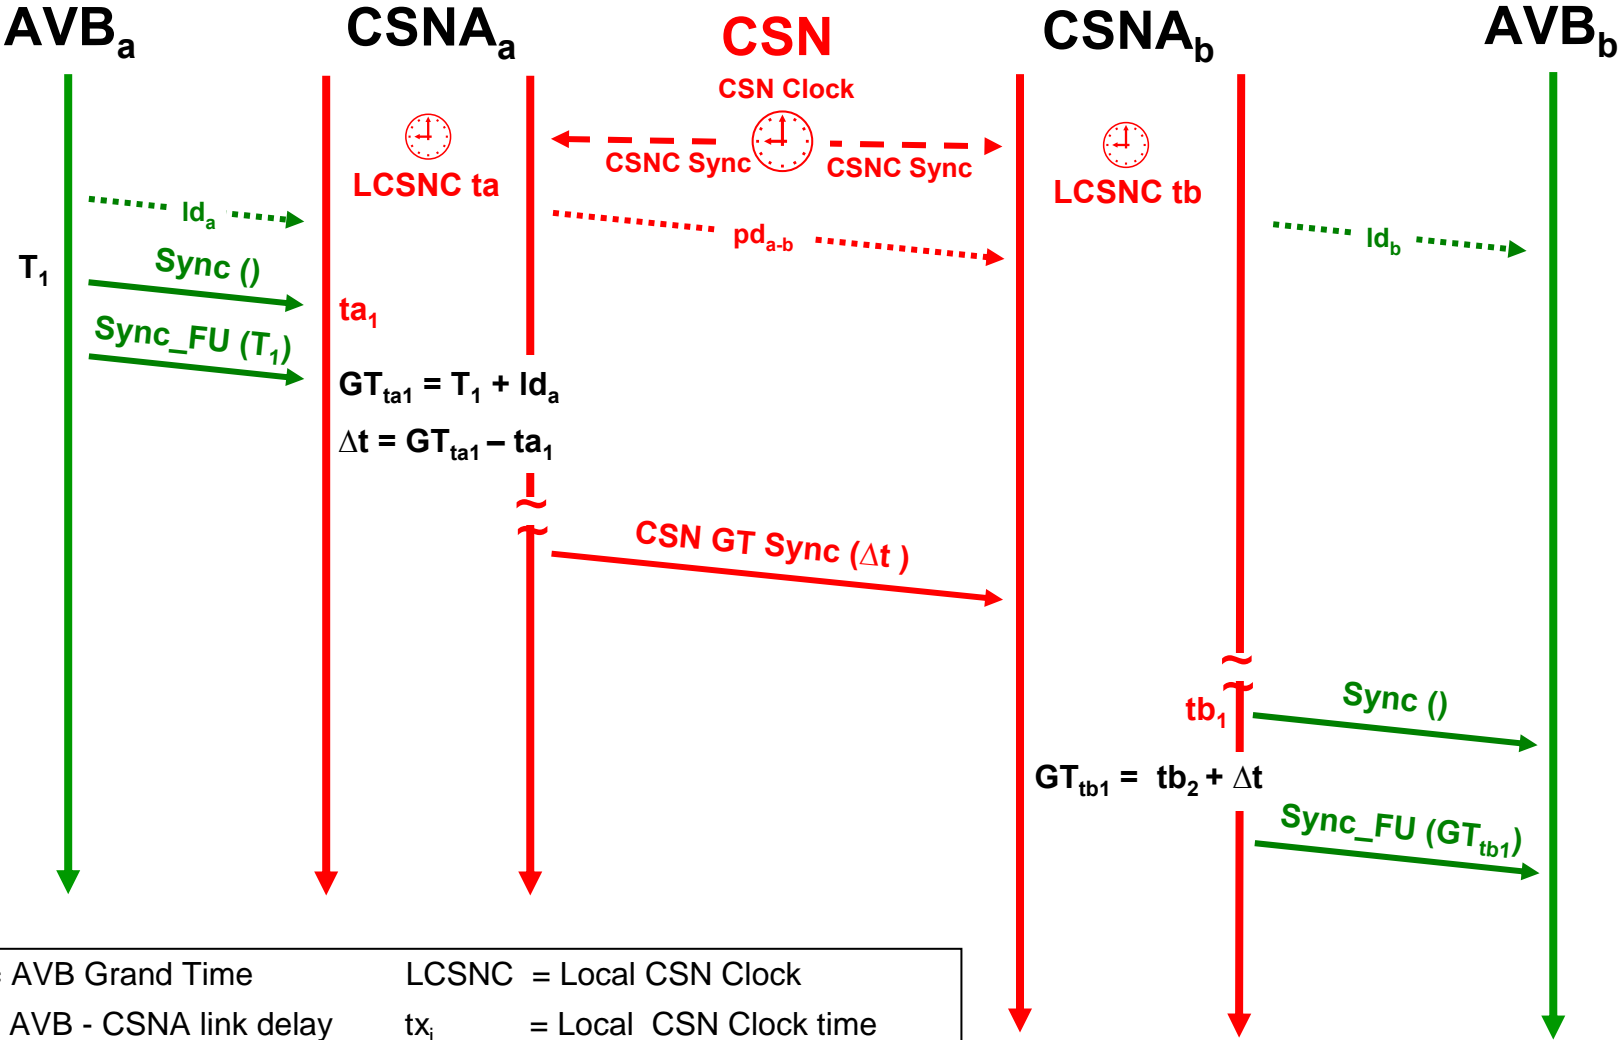 AVBa CSNAa CSN CSNAb AVBb
CSN Clock
CSNC Sync CSNC Sync
LCSNC ta LCSNC tb
lda pda-b ldb
T1 Sync ()
ta1
Sync_FU (T1)
GTta1 = T1 + lda
Δt = GTta1 – ta1
CSN GT Sync (Δt )
tb1 Sync ()
GTtb1 = tb2 + Δt
Sync_FU (GTtb1)
= AVB Grand Time LCSNC = Local CSN Clock
AVB - CSNA link delay txi = Local CSN Clock time